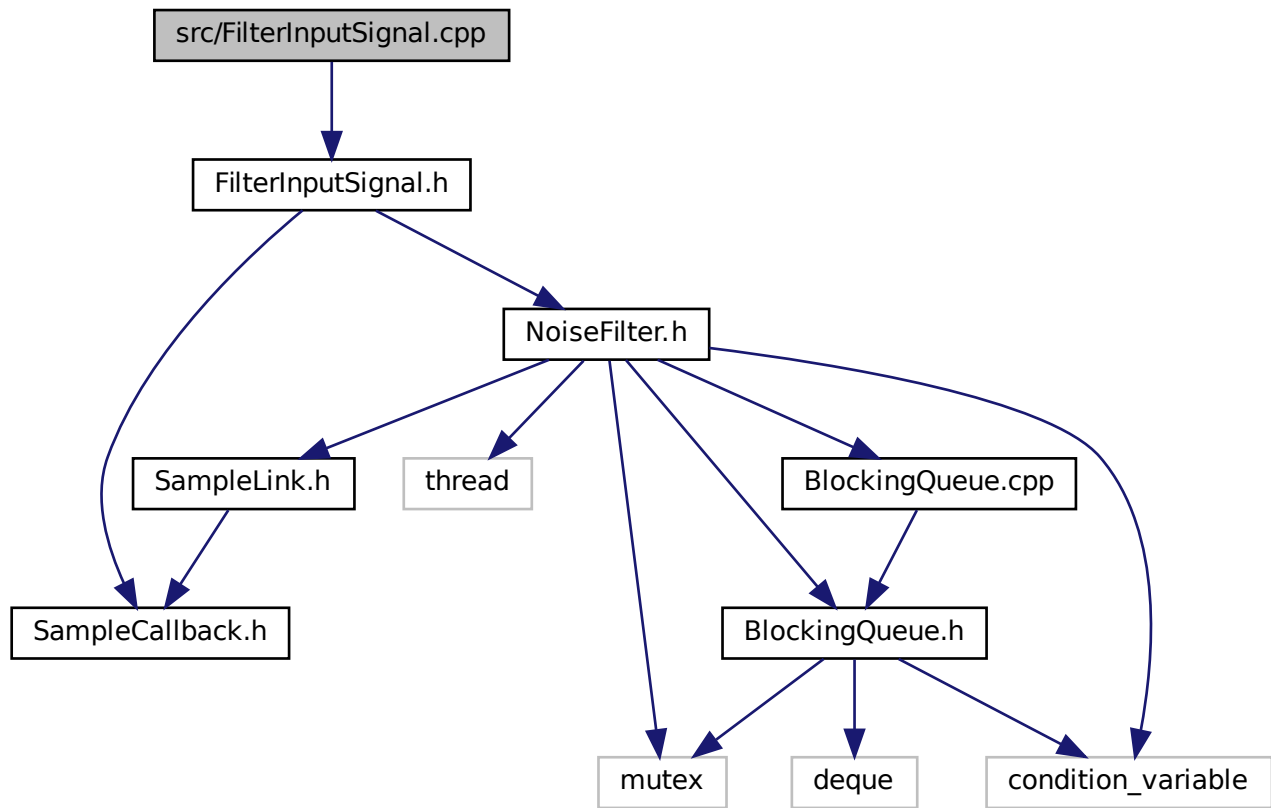 src/FilterInputSignal.cpp
FilterInputSignal.h
NoiseFilter.h
SampleLink.h
thread
BlockingQueue.cpp
SampleCallback.h
BlockingQueue.h
mutex
deque
condition_variable